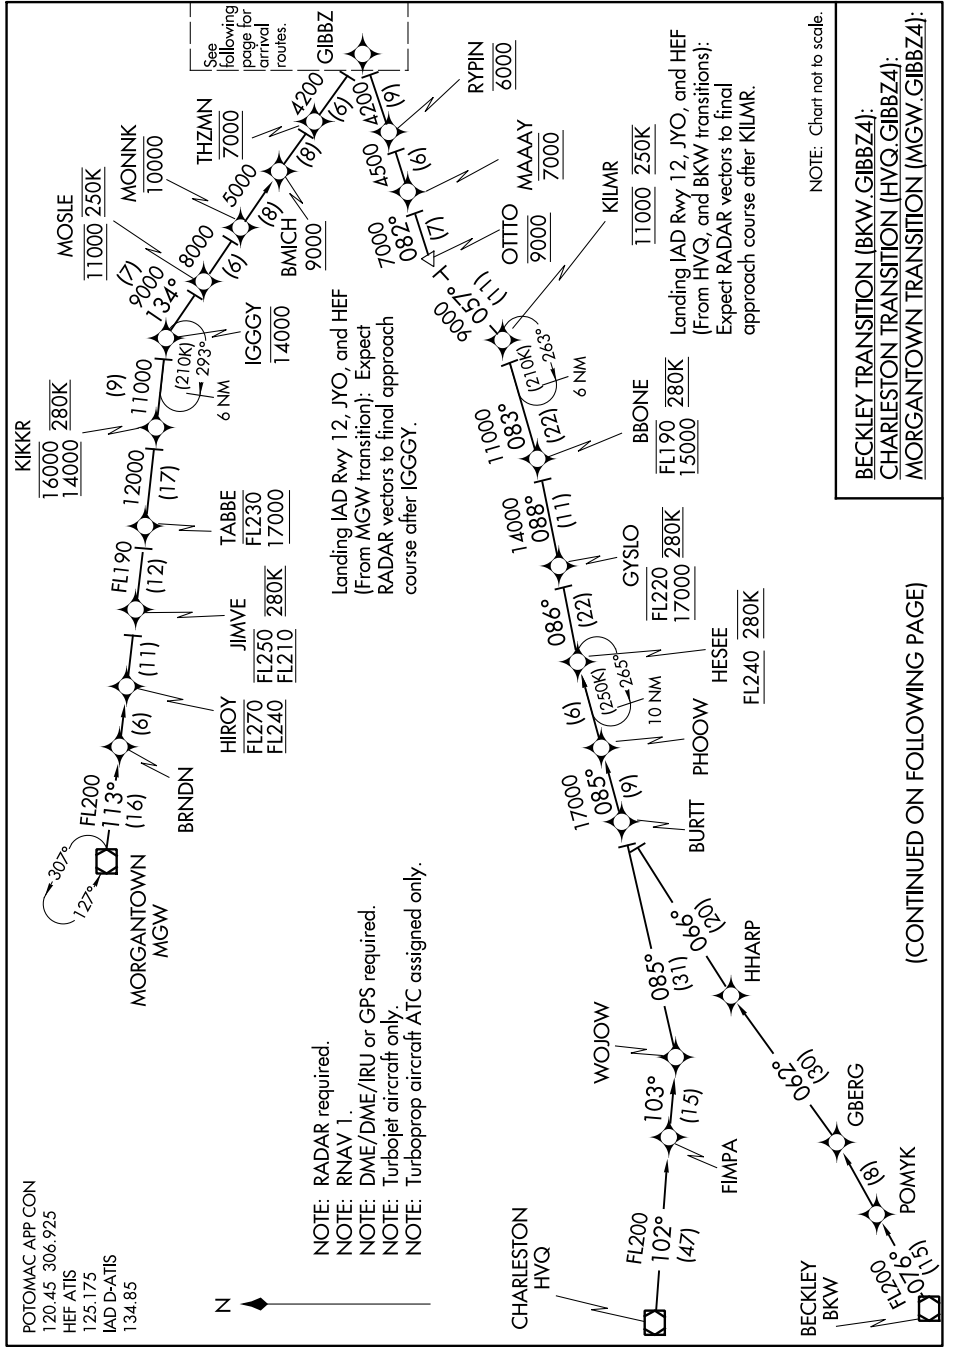 POTOMAC APP CON
120.45 306.925
HEF ATIS
125.175
IAD D-ATIS
134.85
N
NOTE: RADAR required.
NOTE: RNAV 1.
NOTE: DME/DME/IRU or GPS required.
NOTE: Turbojet aircraft only.
NOTE: Turboprop aircraft ATC assigned only.
MORGANTOWN
MGW
307°
127°
FL200
113°
(16)
BRNDN
(6)
HIROY
FL270
FL240
(11)
JIMVE
FL250 280K
FL210
FL190
(12)
TABBE
FL230
17000
12000
(17)
KIKKR
16000 280K
14000
(9)
11000
(210K)
293°
6 NM
IGGGY
14000
(7)
9000
134°
MOSLE
11000 250K
8000
(6)
MONNK
10000
5000
(8)
BMICH
9000
(8)
THZMN
7000
4200
(6)
See
following
page for
arrival
routes.
GIBBZ
Landing IAD Rwy 12, JYO, and HEF
(From MGW transition): Expect
RADAR vectors to final approach
course after IGGGY.
CHARLESTON
HVQ
FL200
102°
(47)
FIMPA
103°
(15)
WOJOW
085°
(31)
BECKLEY
BKW
FL200
076°
(15)
POMYK
(8)
GBERG
062°
(30)
HHARP
066°
(20)
BURTT
17000
085°
(9)
PHOOW
(6)
(250K)
265°
10 NM
HESEE
FL240 280K
086°
(22)
GYSLO
FL220 280K
17000
14000
088°
(11)
BBONE
FL190 280K
15000
11000
083°
(22)
(210K)
263°
6 NM
KILMR
11000 250K
9000
057°
(11)
OTTTO
9000
7000
082°
(7)
MAAAY
7000
4500
(6)
RYPIN
6000
4200
(9)
Landing IAD Rwy 12, JYO, and HEF
(From HVQ, and BKW transitions):
Expect RADAR vectors to final
approach course after KILMR.
NOTE: Chart not to scale.
BECKLEY TRANSITION (BKW.GIBBZ4):
CHARLESTON TRANSITION (HVQ.GIBBZ4):
MORGANTOWN TRANSITION (MGW.GIBBZ4):
(CONTINUED ON FOLLOWING PAGE)